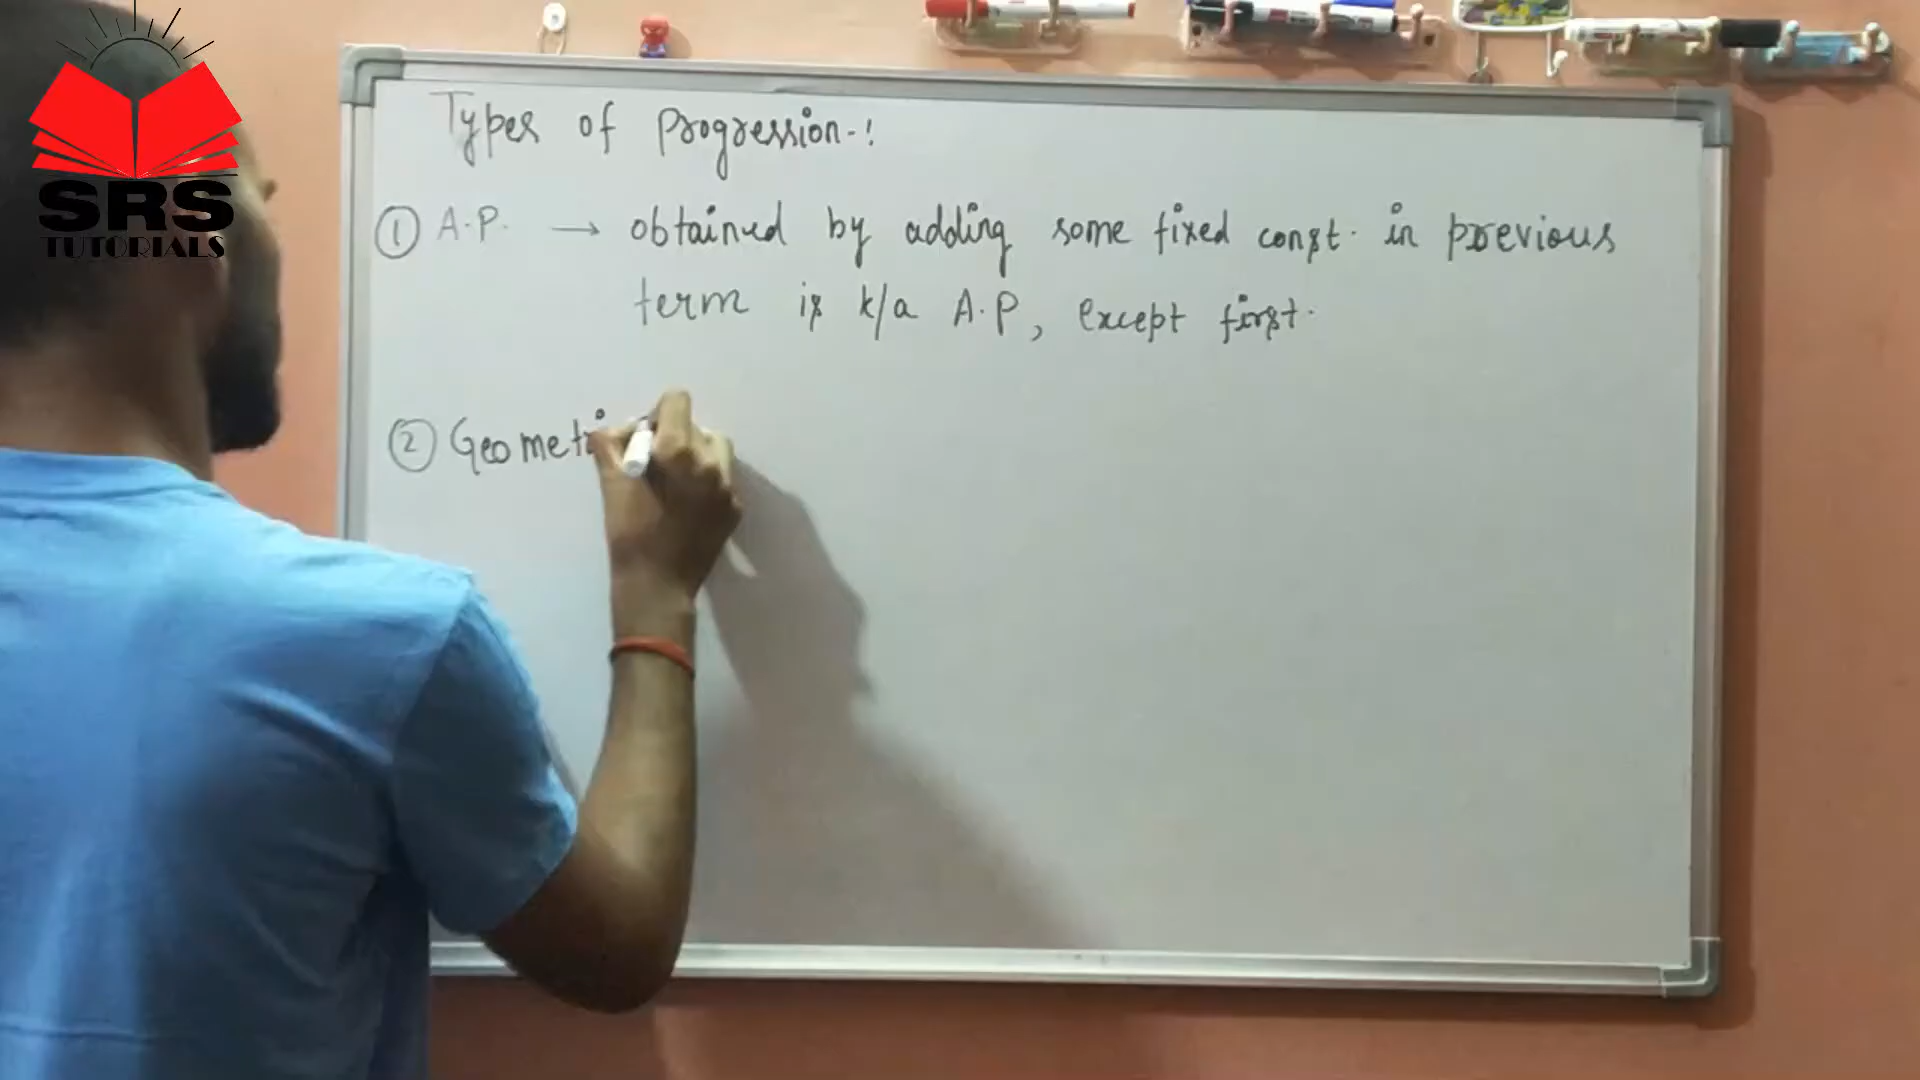 SRS
TUTORIALS
Types of Progression-:
① A.P. → obtained by adding some fixed const. in previous
term is k/a A.P, except first.
② Geometri